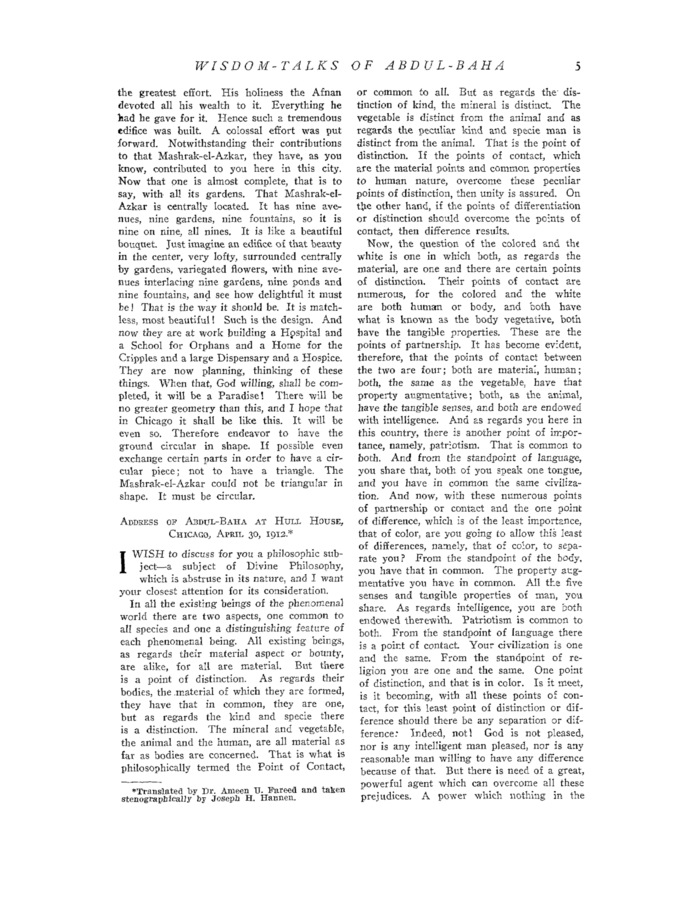 WISDOM-TALKS OF ABDUL-BAHA 5
the greatest effort. His holiness the Afnan
devoted all his wealth to it. Everything he
had he gave for it. Hence such a tremendous
edifice was built. A colossal effort was put
forward. Notwithstanding their contributions
to that Mashrak-el-Azkar, they have, as you
know, contributed to you here in this city.
Now that one is almost complete, that is to
say, with all its gardens. That Mashrak-el-
Azkar is centrally located. It has nine ave-
nues, nine gardens, nine fountains, so it is
nine on nine, all nines. It is like a beautiful
bouquet. Just imagine an edifice of that beauty
in the center, very lofty, surrounded centrally
by gardens, variegated flowers, with nine ave-
nues interlacing nine gardens, nine ponds and
nine fountains, and see how delightful it must
be! That is the way it should be. It is match-
less, most beautiful! Such is the design. And
now they are at work building a Hospital and
a School for Orphans and a Home for the
Cripples and a large Dispensary and a Hospice.
They are now planning, thinking of these
things. When that, God willing, shall be com-
pleted, it will be a Paradise! There will be
no greater geometry than this, and I hope that
in Chicago it shall be like this. It will be
even so. Therefore endeavor to have the
ground circular in shape. If possible even
exchange certain parts in order to have a cir-
cular piece; not to have a triangle. The
Mashrak-el-Azkar could not be triangular in
shape. It must be circular.
ADDRESS OF ABDUL-BAHA AT HULL HOUSE,
CHICAGO, APRIL 30, 1912.*
I WISH to discuss for you a philosophic sub-
ject—a subject of Divine Philosophy,
which is abstruse in its nature, and I want
your closest attention for its consideration.
In all the existing beings of the phenomenal
world there are two aspects, one common to
all species and one a distinguishing feature of
each phenomenal being. All existing beings,
as regards their material aspect or bounty,
are alike, for all are material. But there
is a point of distinction. As regards their
bodies, the material of which they are formed,
they have that in common, they are one,
but as regards the kind and specie there
is a distinction. The mineral and vegetable,
the animal and the human, are all material as
far as bodies are concerned. That is what is
philosophically termed the Point of Contact,
*Translated by Dr. Ameen U. Fareed and taken
stenographically by Joseph H. Hannen.
or common to all. But as regards the dis-
tinction of kind, the mineral is distinct. The
vegetable is distinct from the animal and as
regards the peculiar kind and specie man is
distinct from the animal. That is the point of
distinction. If the points of contact, which
are the material points and common properties
to human nature, overcome these peculiar
points of distinction, then unity is assured. On
the other hand, if the points of differentiation
or distinction should overcome the points of
contact, then difference results.
Now, the question of the colored and the
white is one in which both, as regards the
material, are one and there are certain points
of distinction. Their points of contact are
numerous, for the colored and the white
are both human or body, and both have
what is known as the body vegetative, both
have the tangible properties. These are the
points of partnership. It has become evident,
therefore, that the points of contact between
the two are four; both are material, human;
both, the same as the vegetable, have that
property augmentative; both, as the animal,
have the tangible senses, and both are endowed
with intelligence. And as regards you here in
this country, there is another point of impor-
tance, namely, patriotism. That is common to
both. And from the standpoint of language,
you share that, both of you speak one tongue,
and you have in common the same civiliza-
tion. And now, with these numerous points
of partnership or contact and the one point
of difference, which is of the least importance,
that of color, are you going to allow this least
of differences, namely, that of color, to sepa-
rate you? From the standpoint of the body,
you have that in common. The property aug-
mentative you have in common. All the five
senses and tangible properties of man, you
share. As regards intelligence, you are both
endowed therewith. Patriotism is common to
both. From the standpoint of language there
is a point of contact. Your civilization is one
and the same. From the standpoint of re-
ligion you are one and the same. One point
of distinction, and that is in color. Is it meet,
is it becoming, with all these points of con-
tact, for this least point of distinction or dif-
ference should there be any separation or dif-
ference? Indeed, not! God is not pleased,
nor is any intelligent man pleased, nor is any
reasonable man willing to have any difference
because of that. But there is need of a great,
powerful agent which can overcome all these
prejudices. A power which nothing in the